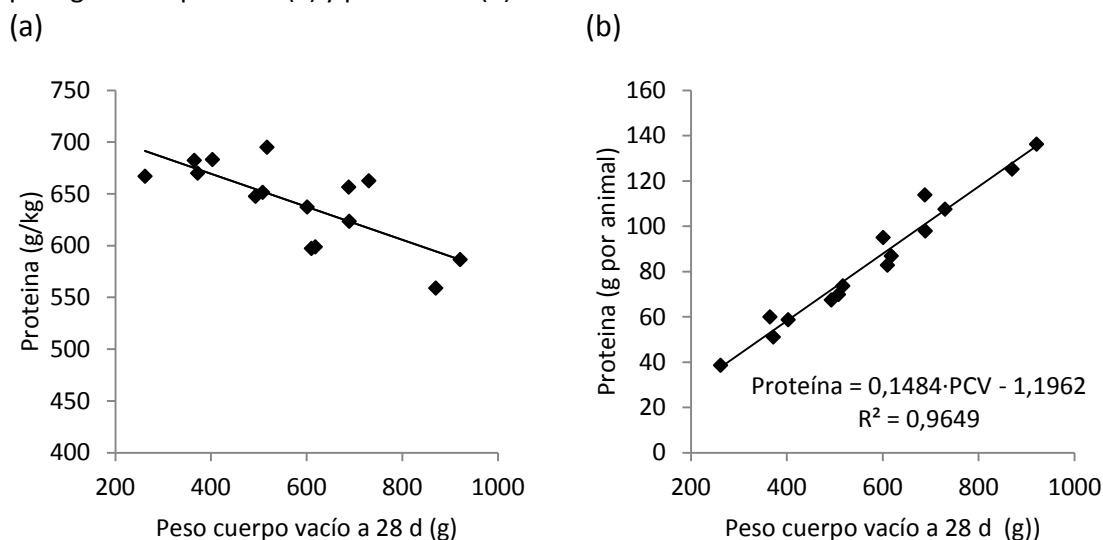 (a)
(b)
750
700
650
600
550
500
450
400
Proteina (g/kg)
200 400 600 800 1000
Peso cuerpo vacío a 28 d (g)
160
140
120
100
80
60
40
20
0
Proteina (g por animal)
Proteína = 0,1484·PCV - 1,1962
R² = 0,9649
200 400 600 800 1000
Peso cuerpo vacío a 28 d (g))